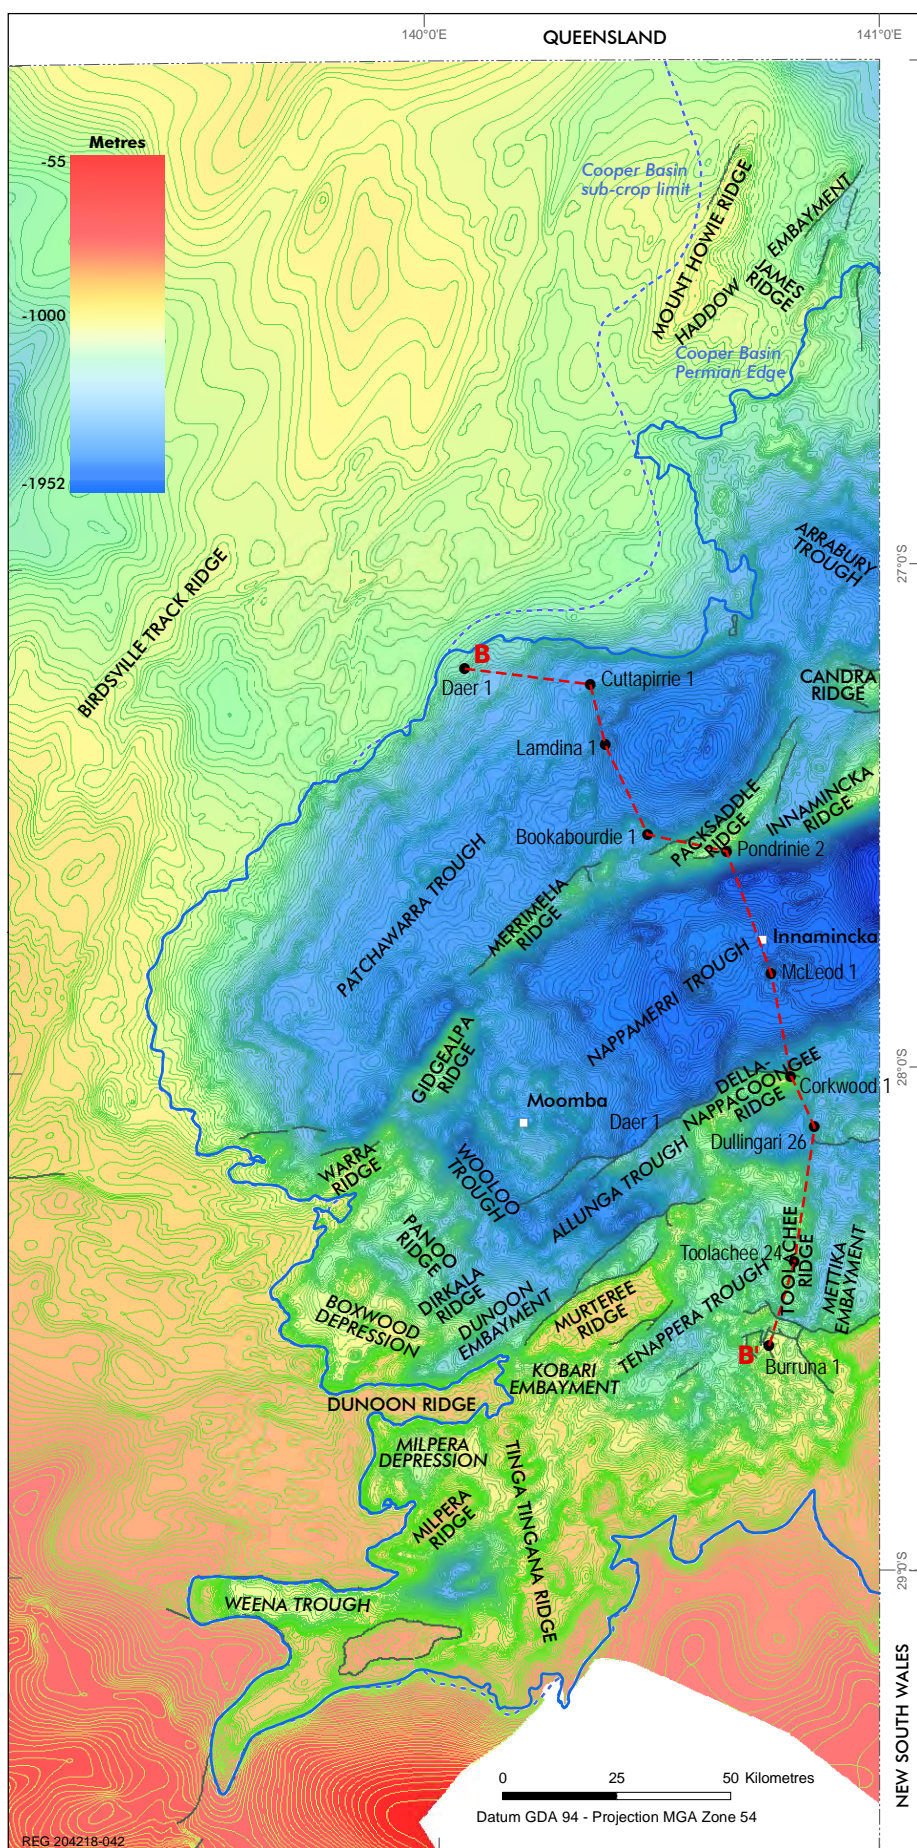 140°0'E
QUEENSLAND
141°0'E
Metres
-55
-1000
-1952
Cooper Basin
sub-crop limit
MOUNT HOWIE RIDGE
HADDOW EMBAYMENT
JAMES
RIDGE
Cooper Basin
Permian Edge
ARRABURY
TROUGH
27°0'S
BIRDSVILLE TRACK RIDGE
B
Daer 1
Cuttapirrie 1
CANDRA
RIDGE
Lamdina 1
Bookabourdie 1
PACKSADDLE
RIDGE
INNAMINCKA
RIDGE
Pondrinie 2
PATCHAWARRA TROUGH
MERRIMELIA
RIDGE
Innamincka
McLeod 1
NAPPAMERRI TROUGH
GIDGEALPA
RIDGE
28°0'S
Moomba
Daer 1
DELLA-
NAPPACOONGEE
RIDGE
Corkwood 1
Dullingari 26
WARRA
RIDGE
WOOLOO
TROUGH
ALLUNGA TROUGH
PANOO
RIDGE
Toolachee 24
TOOLACHEE
RIDGE
METTIKA
EMBAYMENT
BOXWOOD
DEPRESSION
DIRKALA
RIDGE
DUNOON
EMBAYMENT
MURTEREE
RIDGE
TENAPPERA TROUGH
B'
Burruna 1
KOBARI
EMBAYMENT
DUNOON RIDGE
MILPERA
DEPRESSION
TINGA TINGANA RIDGE
MILPERA
RIDGE
29°0'S
WEENA TROUGH
NEW SOUTH WALES
0 25 50 Kilometres
Datum GDA 94 - Projection MGA Zone 54
REG 204218-042